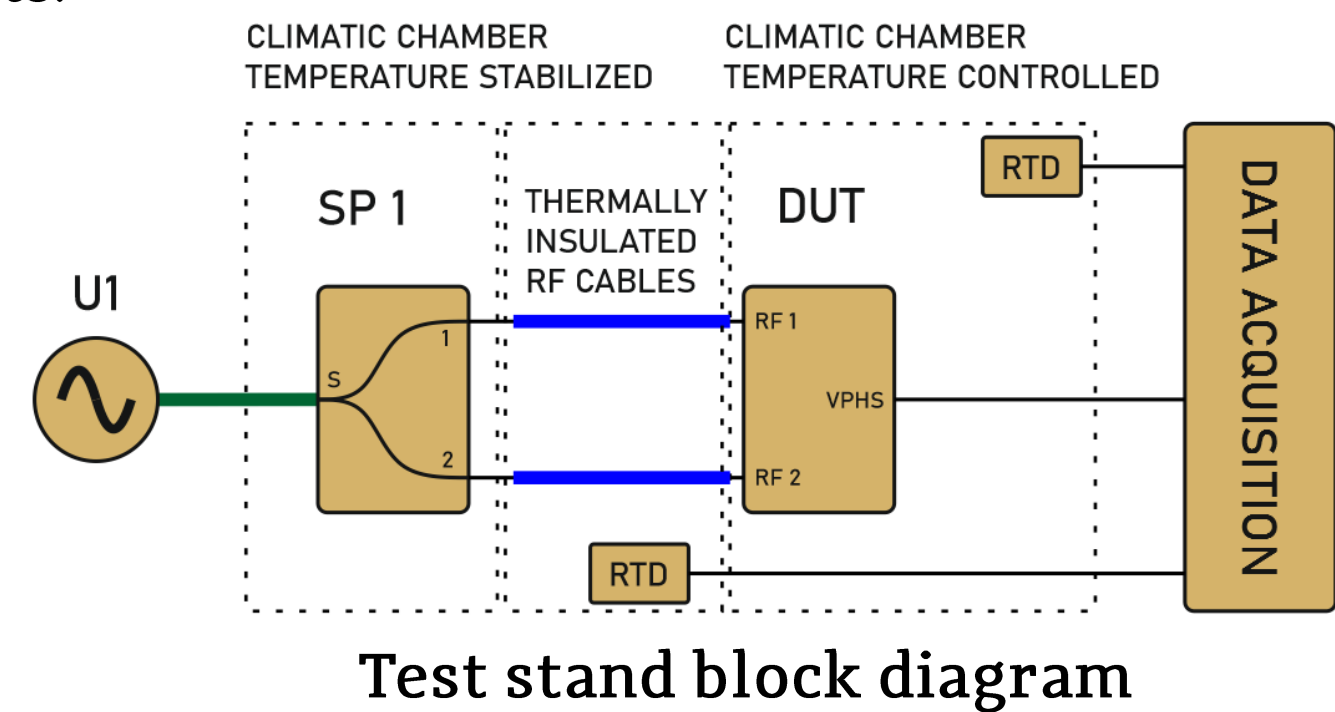 CLIMATIC CHAMBER
TEMPERATURE STABILIZED
CLIMATIC CHAMBER
TEMPERATURE CONTROLLED
RTD
SP 1
THERMALLY
INSULATED
RF CABLES
DUT
U1
RF 1
1
S
VPHS
2
RF 2
RTD
DATA ACQUISITION
Test stand block diagram